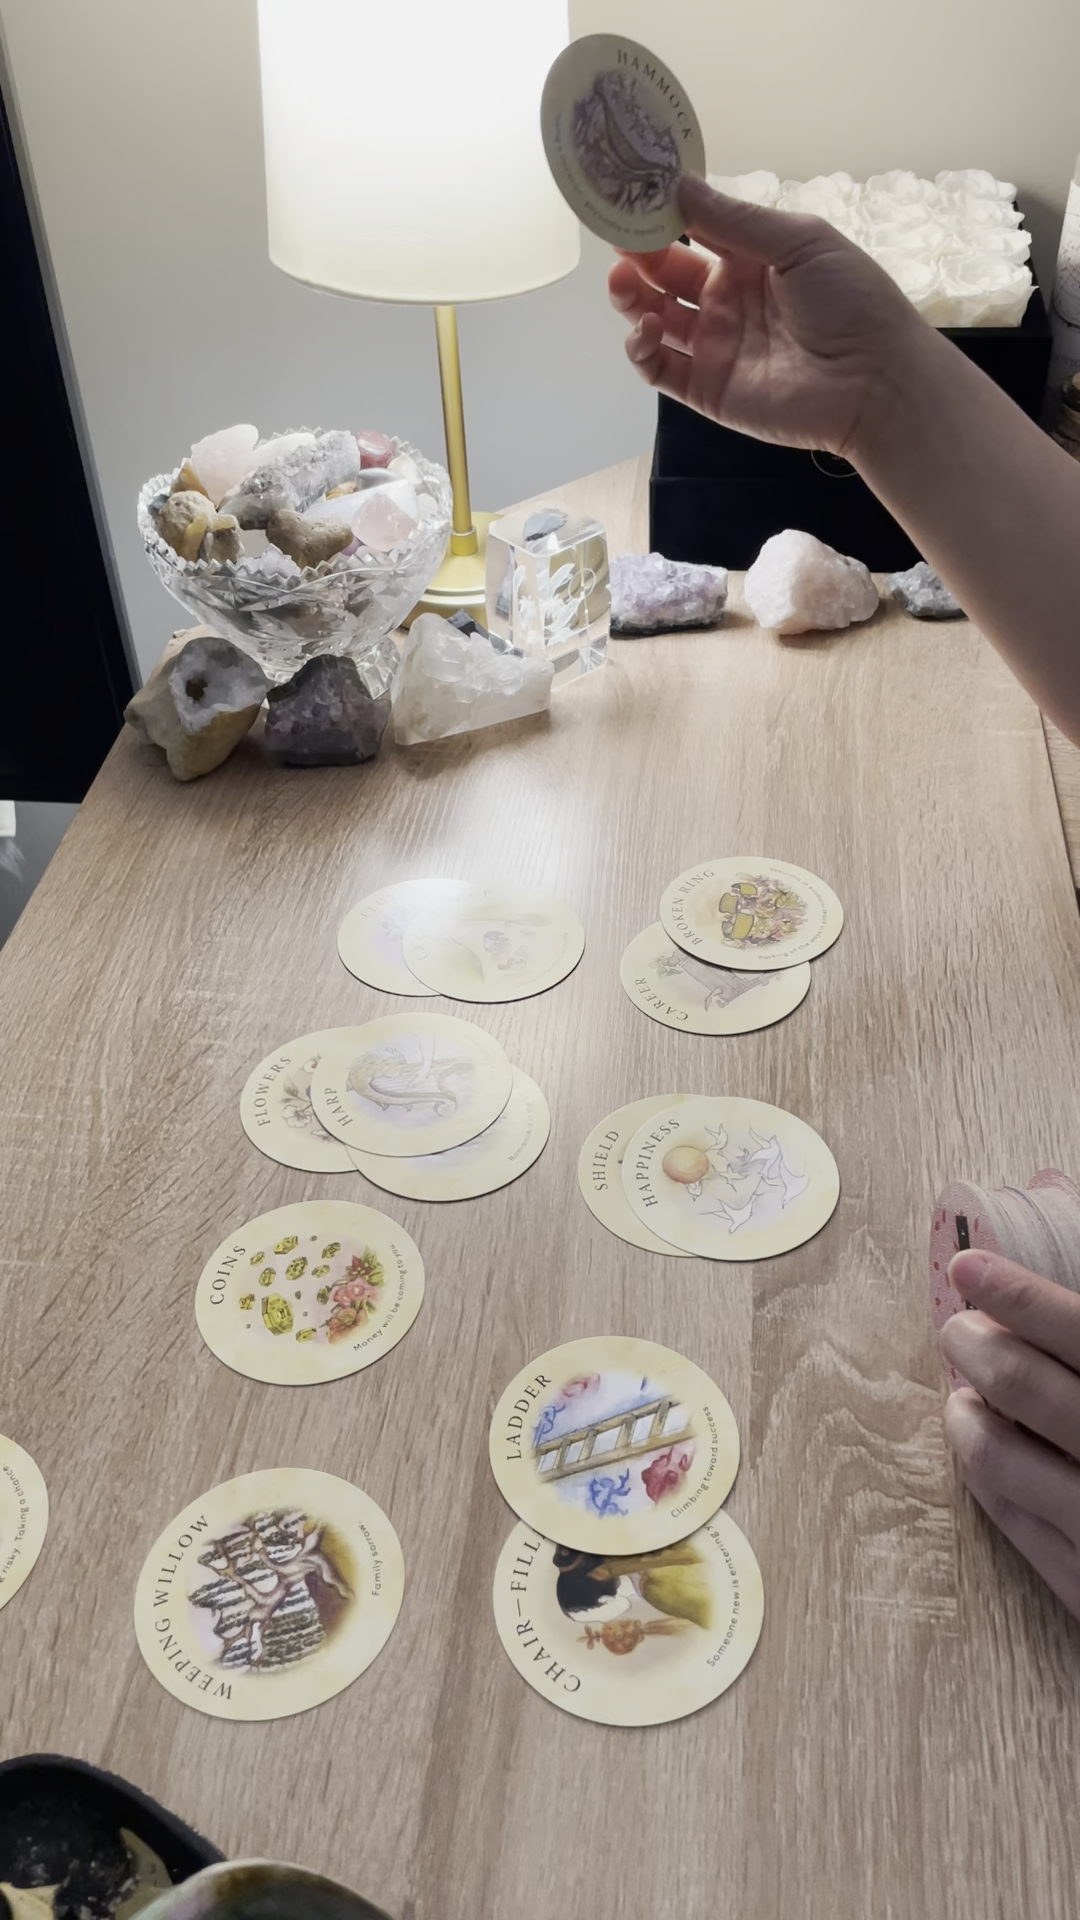 HAMMOCK
BROKEN RING
CAREER
FLOWERS
HARP
SHIELD
HAPPINESS
COINS
Money will be coming to you.
LADDER
Climbing toward success
risky. Taking a chance
WEEPING WILLOW
Family sorrow.
CHAIR—FILL
Someone new is entering y